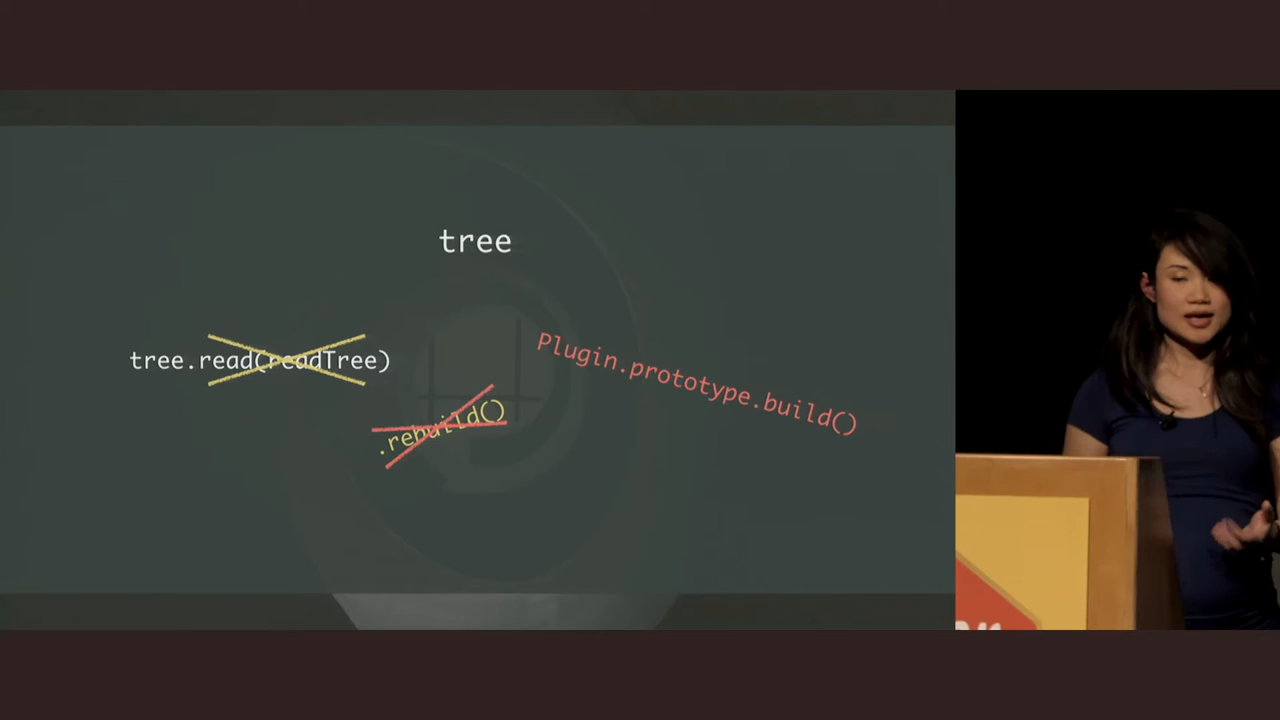 tree
tree.read(readTree)
Plugin.prototype.build()
.rebuild()